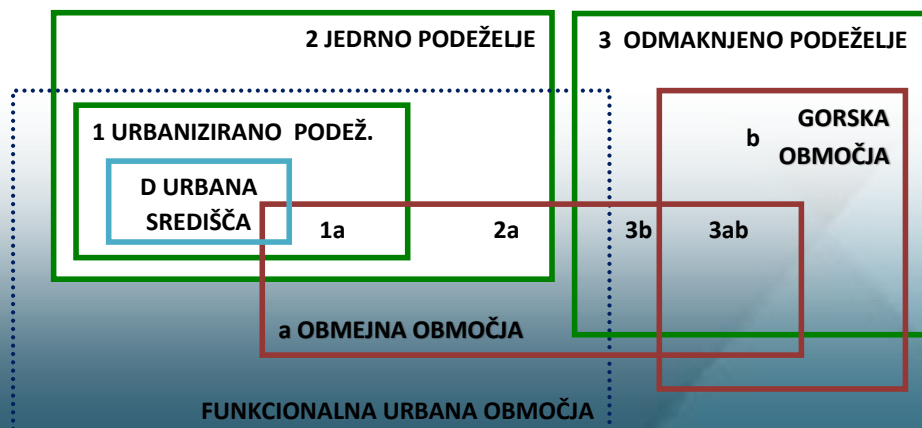 2 JEDRNO PODEŽELJE
3 ODMAKNJENO PODEŽELJE
1 URBANIZIRANO PODEŽ.
b
GORSKA
OBMOČJA
D URBANA
SREDIŠČA
1a
2a
3b
3ab
a OBMEJNA OBMOČJA
FUNKCIONALNA URBANA OBMOČJA